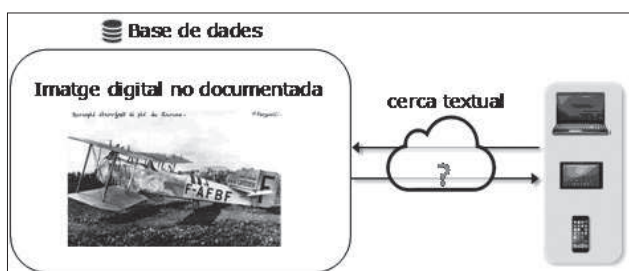 Base de dades
Imatge digital no documentada
cerca textual
?
F-AFBF
F